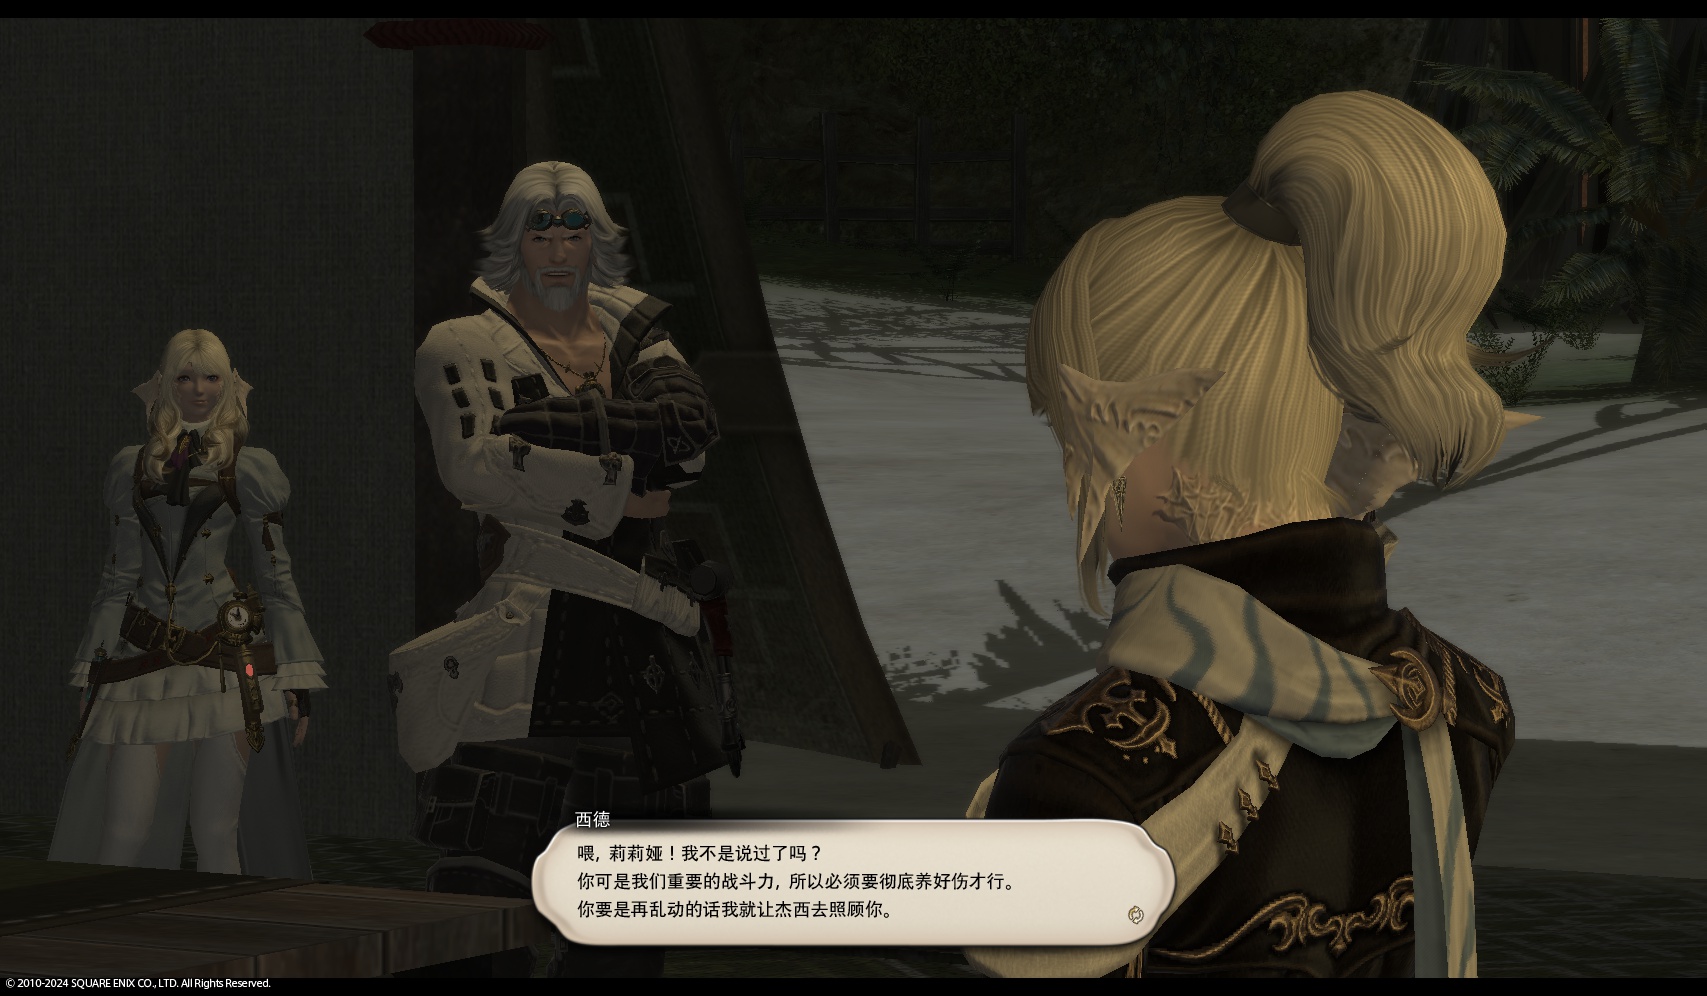 西德
喂，莉莉娅！我不是说过了吗？
你可是我们重要的战斗力，所以必须要彻底养好伤才行。
你要是再乱动的话我就让杰西去照顾你。
© 2010-2024 SQUARE ENIX CO., LTD. All Rights Reserved.